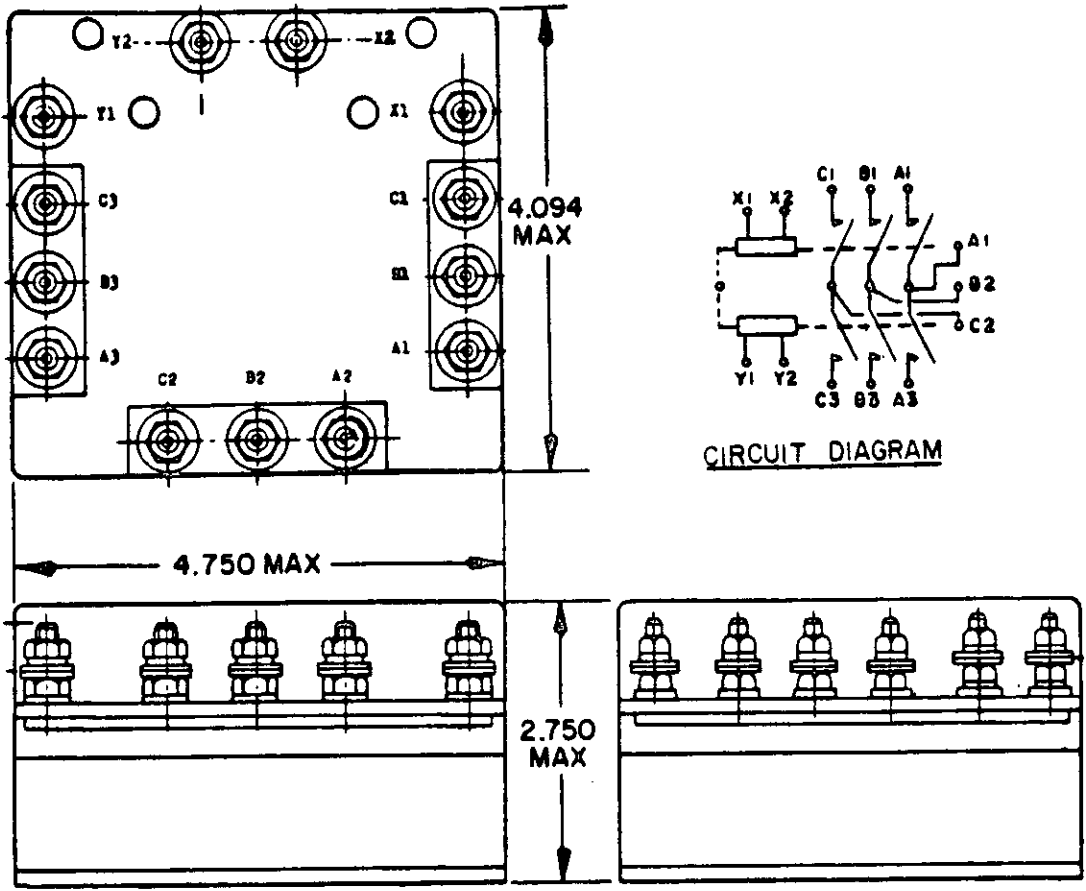 Y2
X2
Y1
X1
C3
C1
4.094
MAX
B3
B1
A3
A1
C2
B2
A2
4.750 MAX
2.750
MAX
C1 B1 A1
X1 X2
A1
B2
C2
Y1 Y2
C3 B3 A3
CIRCUIT DIAGRAM